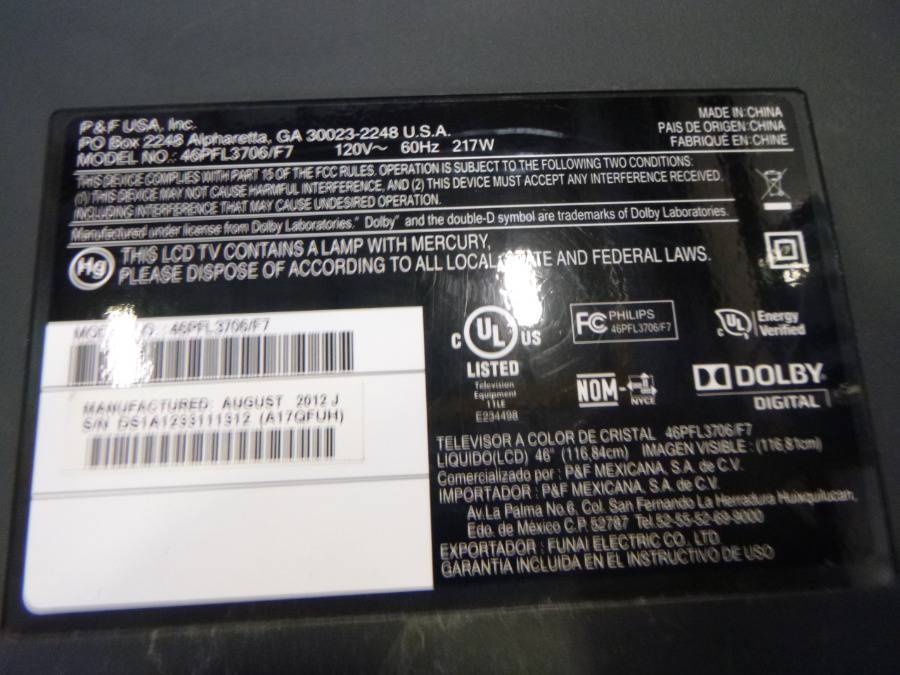 P&F USA, Inc.
PO Box 2248 Alpharetta, GA 30023-2248 U.S.A.
MODEL NO.: 46PFL3706/F7 120V~ 60Hz 217W
MADE IN:CHINA
PAIS DE ORIGEN:CHINA
FABRIQUE EN:CHINE
THIS DEVICE COMPLIES WITH PART 15 OF THE FCC RULES. OPERATION IS SUBJECT TO THE FOLLOWING TWO CONDITIONS:
(1) THIS DEVICE MAY NOT CAUSE HARMFUL INTERFERENCE, AND (2) THIS DEVICE MUST ACCEPT ANY INTERFERENCE RECEIVED,
INCLUDING INTERFERENCE THAT MAY CAUSE UNDESIRED OPERATION.
Manufactured under license from Dolby Laboratories." Dolby" and the double-D symbol are trademarks of Dolby Laboratories.
Hg THIS LCD TV CONTAINS A LAMP WITH MERCURY,
PLEASE DISPOSE OF ACCORDING TO ALL LOCAL, STATE AND FEDERAL LAWS.
MODEL NO. : 46PFL3706/F7
MANUFACTURED: AUGUST 2012 J
S/N DS1A1233111312 (A17QFUH)
c UL US
LISTED
Television
Equipment
11LE
E234498
FC PHILIPS
46PFL3706/F7
c UL Energy
Verified
NOM NYCE
DOLBY
DIGITAL
TELEVISOR A COLOR DE CRISTAL 46PFL3706/F7
LIQUIDO(LCD) 46" (116,84cm) IMAGEN VISIBLE : (116,81cm)
Comercializado por : P&F MEXICANA, S.A. de C.V.
IMPORTADOR : P&F MEXICANA, S.A. de C.V.
Av.La Palma No.6, Col. San Fernando La Herradura Huixquilucan,
Edo. de México C.P. 52787 Tel.52-55-52-69-9000
EXPORTADOR : FUNAI ELECTRIC CO. LTD.
GARANTIA INCLUIDA EN EL INSTRUCTIVO DE USO